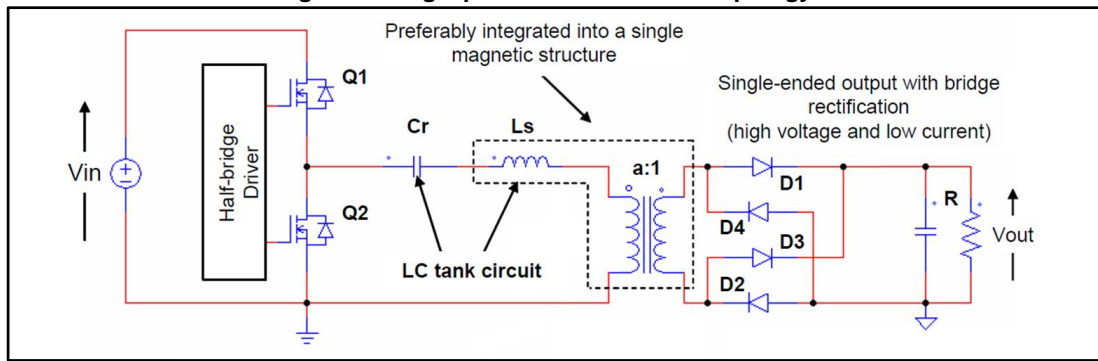 Preferably integrated into a single
magnetic structure
Single-ended output with bridge
rectification
(high voltage and low current)
Q1
Cr
Ls
a:1
D1
Vin
Half-bridge
Driver
Q2
D4
D3
R
Vout
D2
LC tank circuit